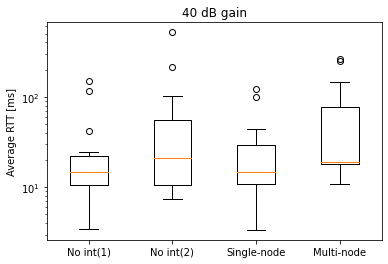 40 dB gain
Average RTT [ms]
10²
10¹
No int(1) No int(2) Single-node Multi-node